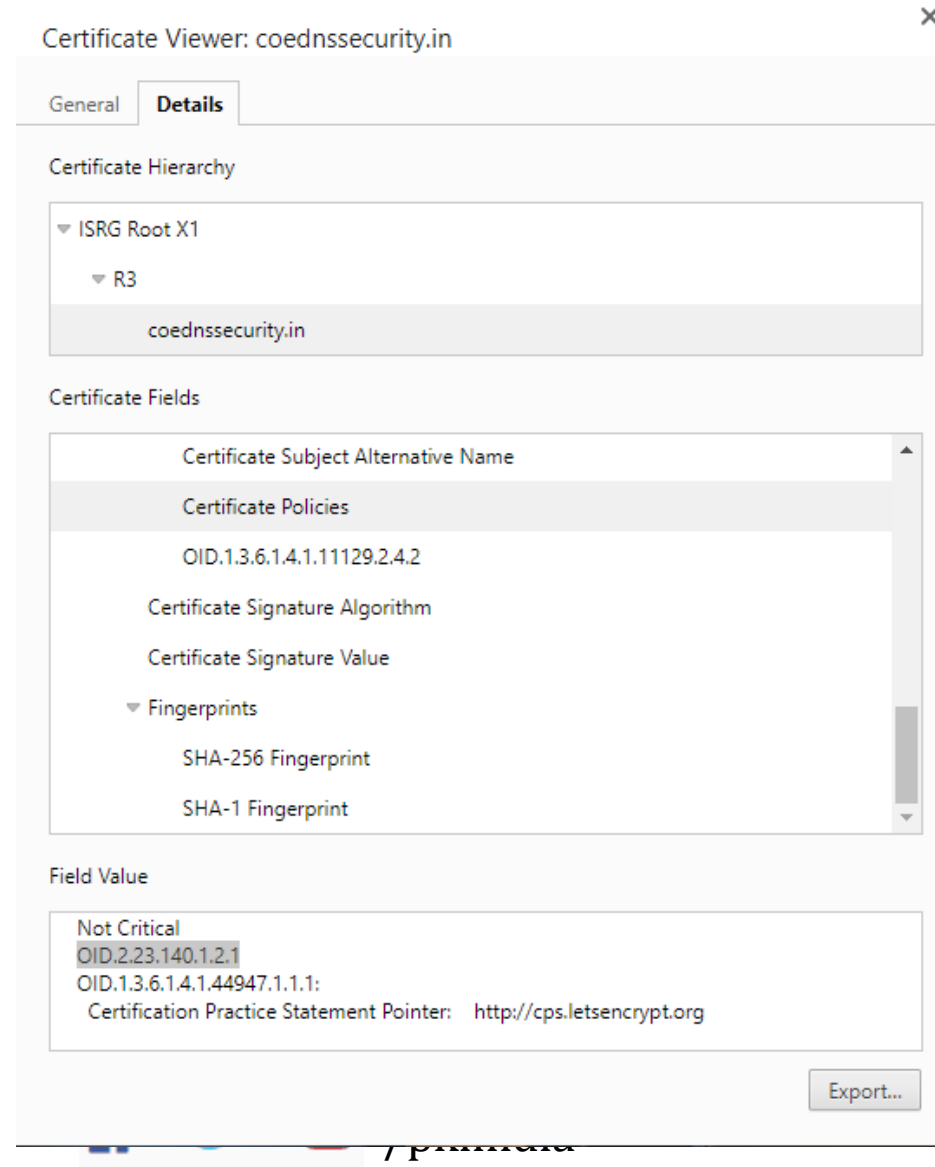 Certificate Viewer: coednssecurity.in
General Details
Certificate Hierarchy
ISRG Root X1
R3
coednssecurity.in
Certificate Fields
Certificate Subject Alternative Name
Certificate Policies
OID.1.3.6.1.4.1.11129.2.4.2
Certificate Signature Algorithm
Certificate Signature Value
Fingerprints
SHA-256 Fingerprint
SHA-1 Fingerprint
Field Value
Not Critical
OID.2.23.140.1.2.1
OID.1.3.6.1.4.1.44947.1.1.1:
Certification Practice Statement Pointer: http://cps.letsencrypt.org
Export...